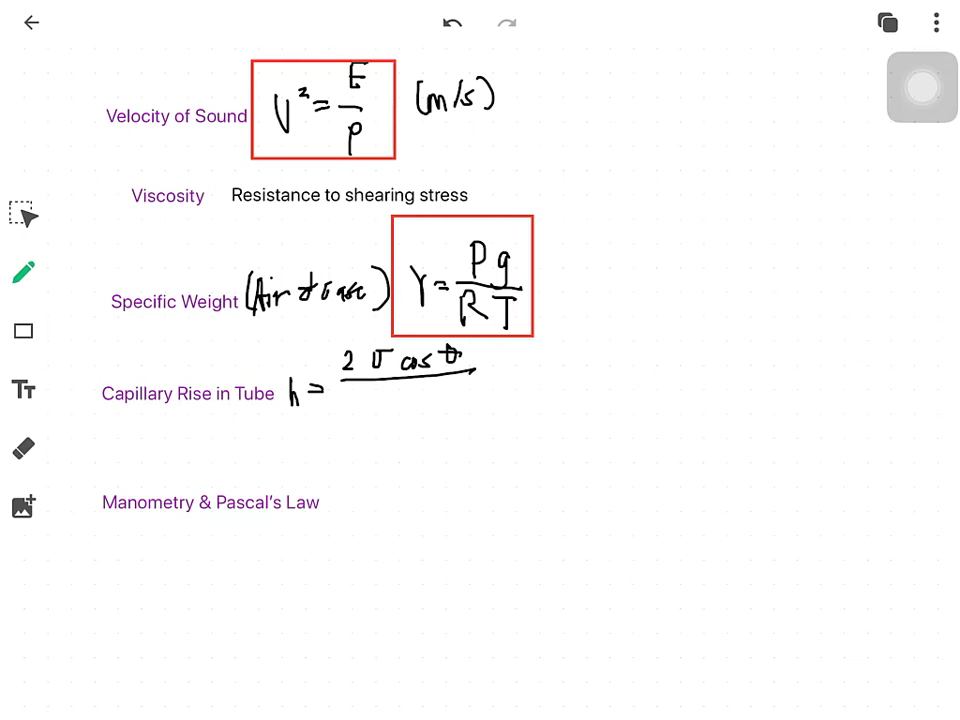 Velocity of Sound V² = E/ρ (m/s)
Viscosity Resistance to shearing stress
Specific Weight (Air & Gases) γ = Pg/RT
Capillary Rise in Tube h = 2 σ cos θ
Manometry & Pascal's Law